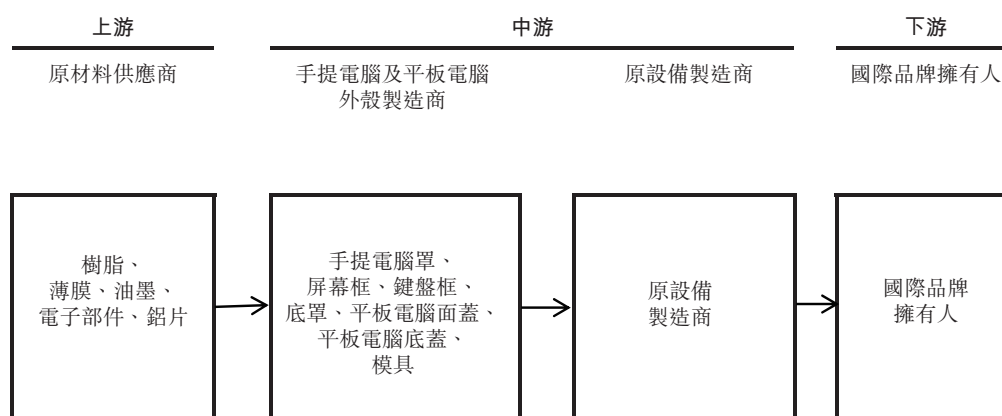 上游
中游
下游
原材料供應商
手提電腦及平板電腦
外殼製造商
原設備製造商
國際品牌擁有人
樹脂、
薄膜、油墨、
電子部件、鋁片
手提電腦罩、
屏幕框、鍵盤框、
底罩、平板電腦面蓋、
平板電腦底蓋、
模具
原設備
製造商
國際品牌
擁有人